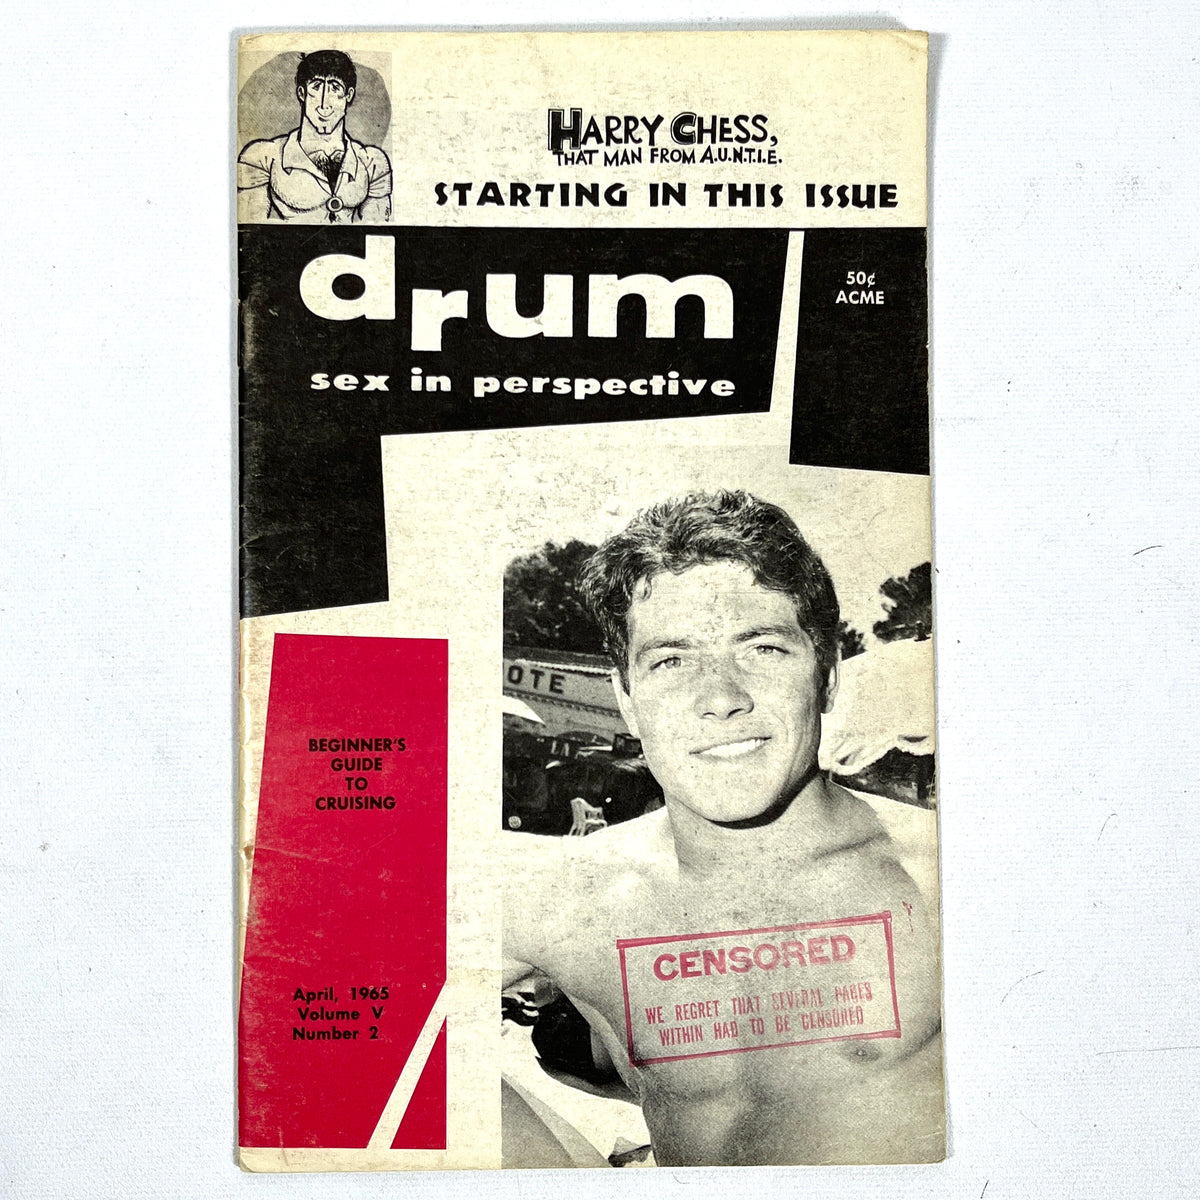 HARRY CHESS,
THAT MAN FROM A.U.N.T.I.E.
STARTING IN THIS ISSUE
drum
sex in perspective
50¢
ACME
OTE
BEGINNER'S
GUIDE
TO
CRUISING
April, 1965
Volume V
Number 2
CENSORED
WE REGRET THAT SEVERAL PAGES
WITHIN HAD TO BE CENSORED